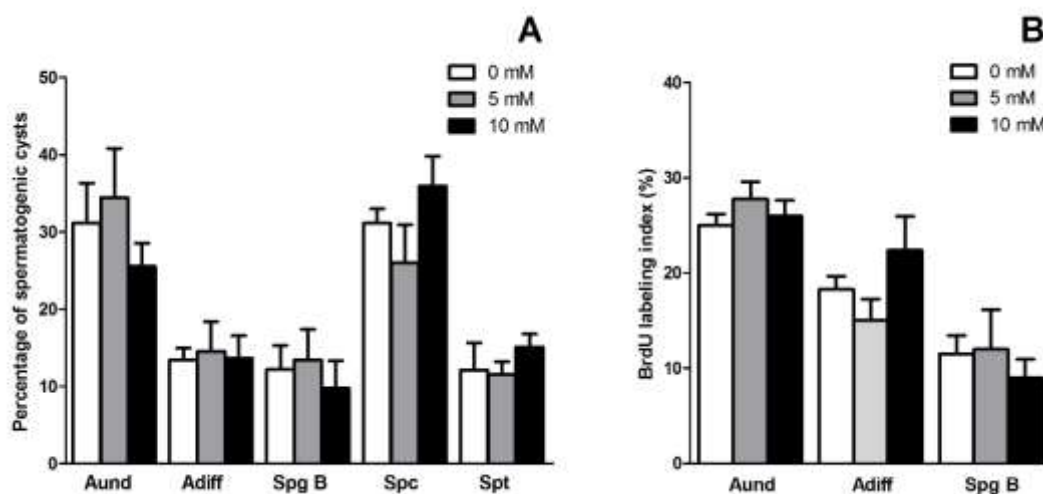 A
0 mM
5 mM
10 mM
Percentage of spermatogenic cysts
50
40
30
20
10
0
Aund Adiff Spg B Spc Spt
B
0 mM
5 mM
10 mM
BrdU labeling index (%)
40
30
20
10
0
Aund Adiff Spg B